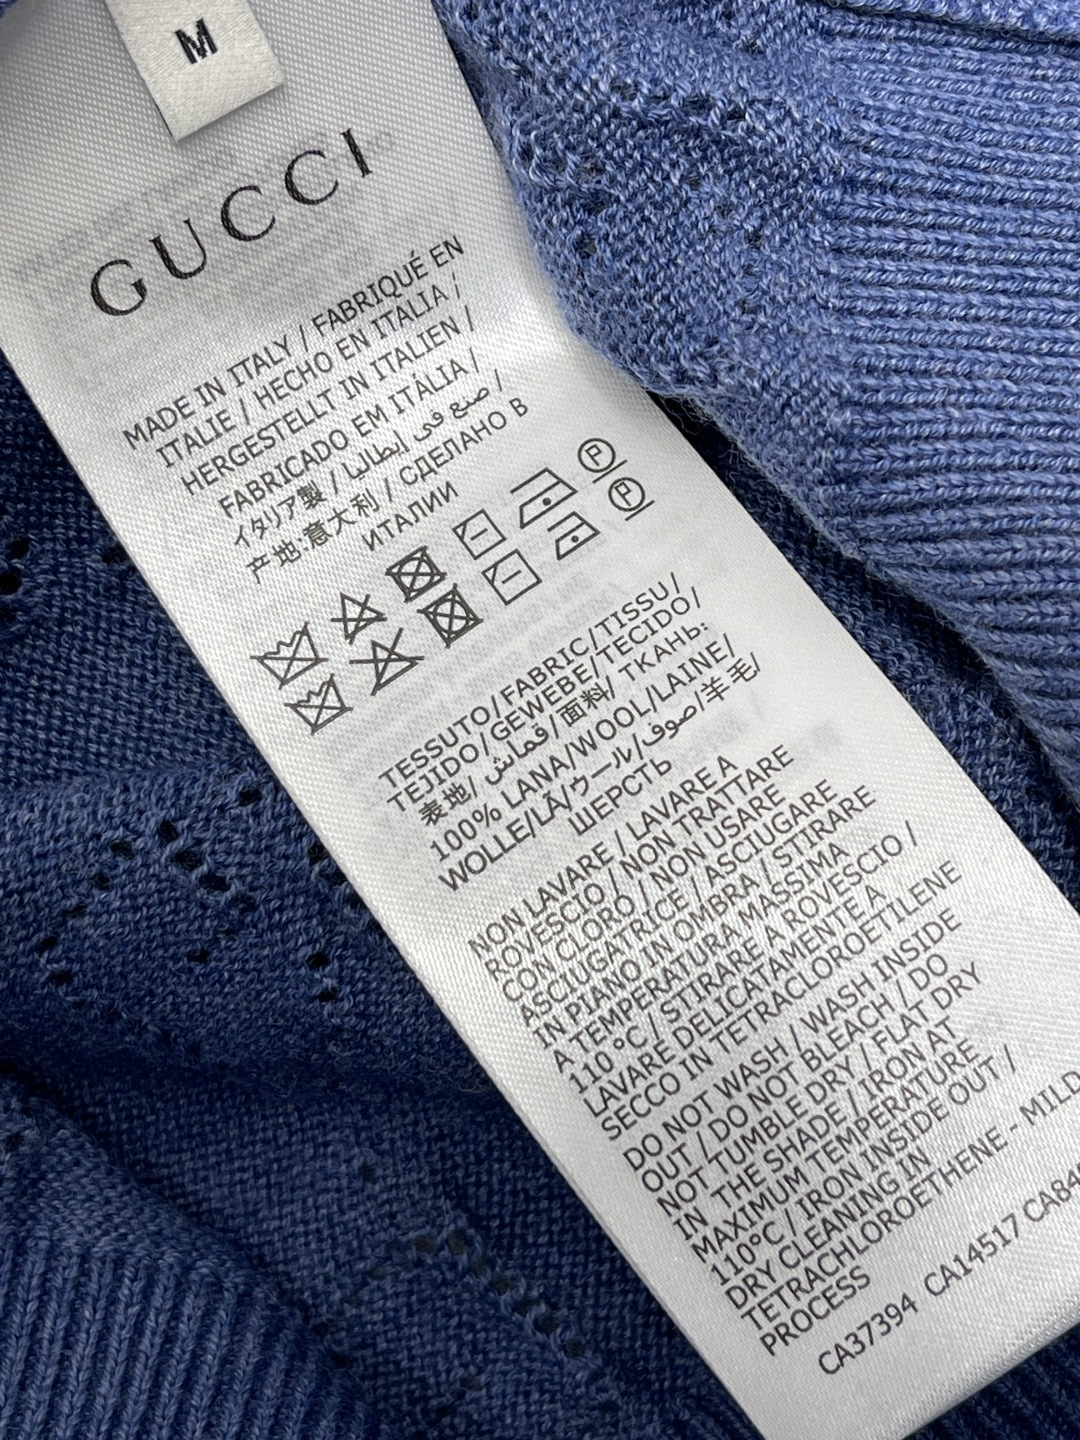 M
GUCCI
MADE IN ITALY / FABRIQUÉ EN
ITALIE / HECHO EN ITALIA /
HERGESTELLT IN ITALIEN /
FABRICADO EM ITÁLIA /
イタリア製 / صنع في إيطاليا /
产地:意大利 / СДЕЛАНО В
ИТАЛИИ
P
P
TESSUTO/FABRIC/TISSU/
TEJIDO/GEWEBE/TECIDO/
表地/ قماش/面料/ ТКАНЬ:
100% LANA/WOOL/LAINE/
WOLLE/LÃ/ウール/صوف/羊毛/
ШЕРСТЬ
NON LAVARE / LAVARE A
ROVESCIO / NON TRATTARE
CON CLORO / NON USARE
ASCIUGATRICE / ASCIUGARE
IN PIANO IN OMBRA / STIRARE
A TEMPERATURA MASSIMA
110 °C / STIRARE A ROVESCIO /
LAVARE DELICATAMENTE A
SECCO IN TETRACLOROETILENE
DO NOT WASH / WASH INSIDE
OUT / DO NOT BLEACH / DO
NOT TUMBLE DRY / FLAT DRY
IN THE SHADE / IRON AT
MAXIMUM TEMPERATURE
110°C / IRON INSIDE OUT /
DRY CLEANING IN
TETRACHLOROETHENE - MILD
PROCESS
CA37394 CA14517